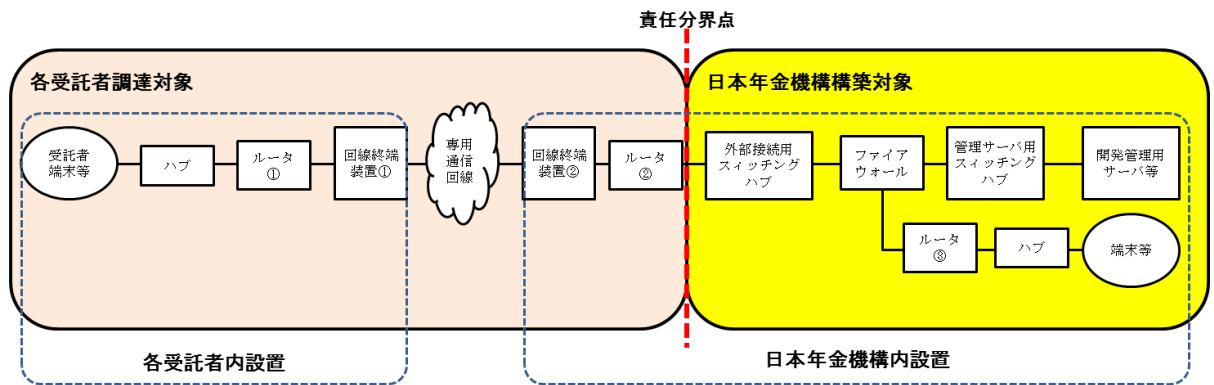 責任分界点
各受託者調達対象
日本年金機構構築対象
受託者
端末等
ハブ
ルータ
①
回線終端
装置①
専用
通信
回線
回線終端
装置②
ルータ
②
外部接続用
スイッチング
ハブ
ファイア
ウォール
管理サーバ用
スイッチング
ハブ
開発管理用
サーバ等
ルータ
③
ハブ
端末等
各受託者内設置
日本年金機構内設置